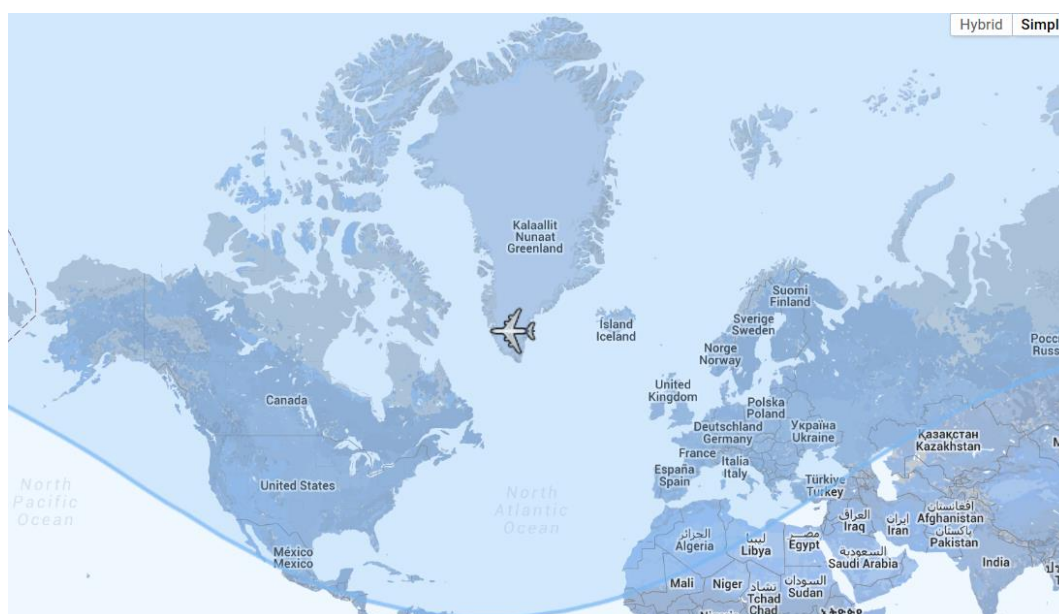 Hybrid
Simpl
Kalaallit
Nunaat
Greenland
Suomi
Finland
Ísland
Iceland
Sverige
Sweden
Norge
Norway
Росс
Russ
United
Kingdom
Canada
Polska
Poland
Deutschland
Germany
Україна
Ukraine
Қазақстан
Kazakhstan
France
Italia
Italy
España
Spain
North
Pacific
Ocean
United States
North
Atlantic
Ocean
Türkiye
Turkey
افغانستان
Afghanistan
العراق
Iraq
ایران
Iran
پاکستان
Pakistan
الجزائر
Algeria
ليبيا
Libya
مصر
Egypt
السعودية
Saudi Arabia
México
Mexico
India
Mali
Niger
تشاد
Tchad
Chad
السودان
Sudan